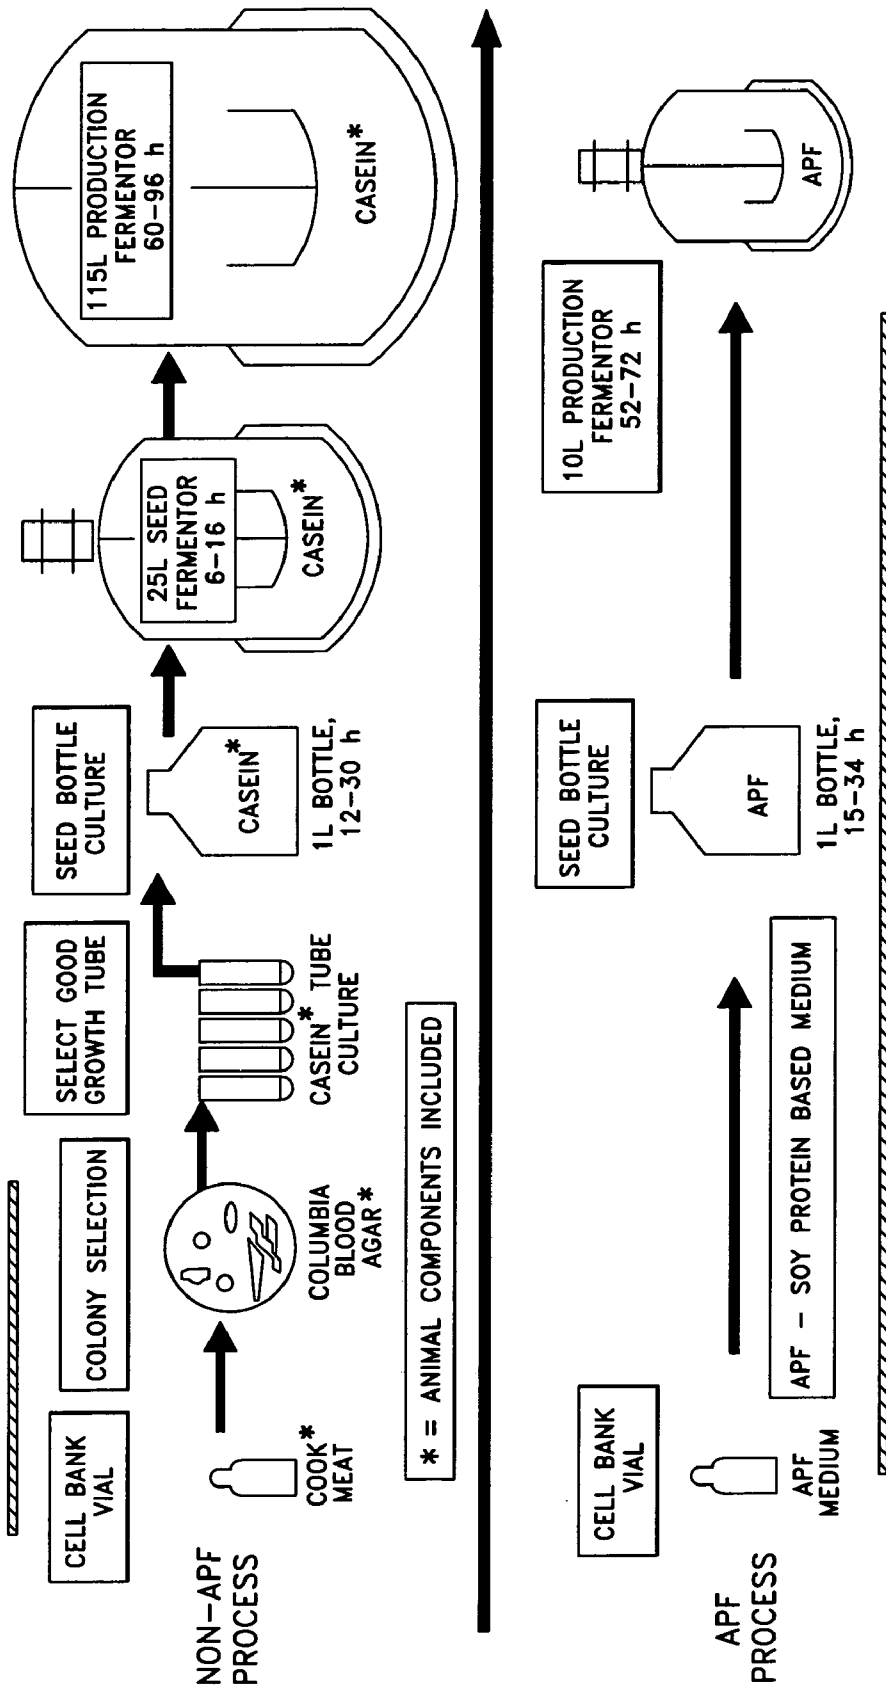 NON-APF
PROCESS
CELL BANK
VIAL
COOK*
MEAT
COLONY SELECTION
COLUMBIA
BLOOD
AGAR*
SELECT GOOD
GROWTH TUBE
CASEIN* TUBE
CULTURE
SEED BOTTLE
CULTURE
CASEIN*
1L BOTTLE,
12-30 h
25L SEED
FERMENTOR
6-16 h
CASEIN*
115L PRODUCTION
FERMENTOR
60-96 h
CASEIN*
* = ANIMAL COMPONENTS INCLUDED
APF
PROCESS
CELL BANK
VIAL
APF
MEDIUM
APF - SOY PROTEIN BASED MEDIUM
SEED BOTTLE
CULTURE
APF
1L BOTTLE,
15-34 h
10L PRODUCTION
FERMENTOR
52-72 h
APF